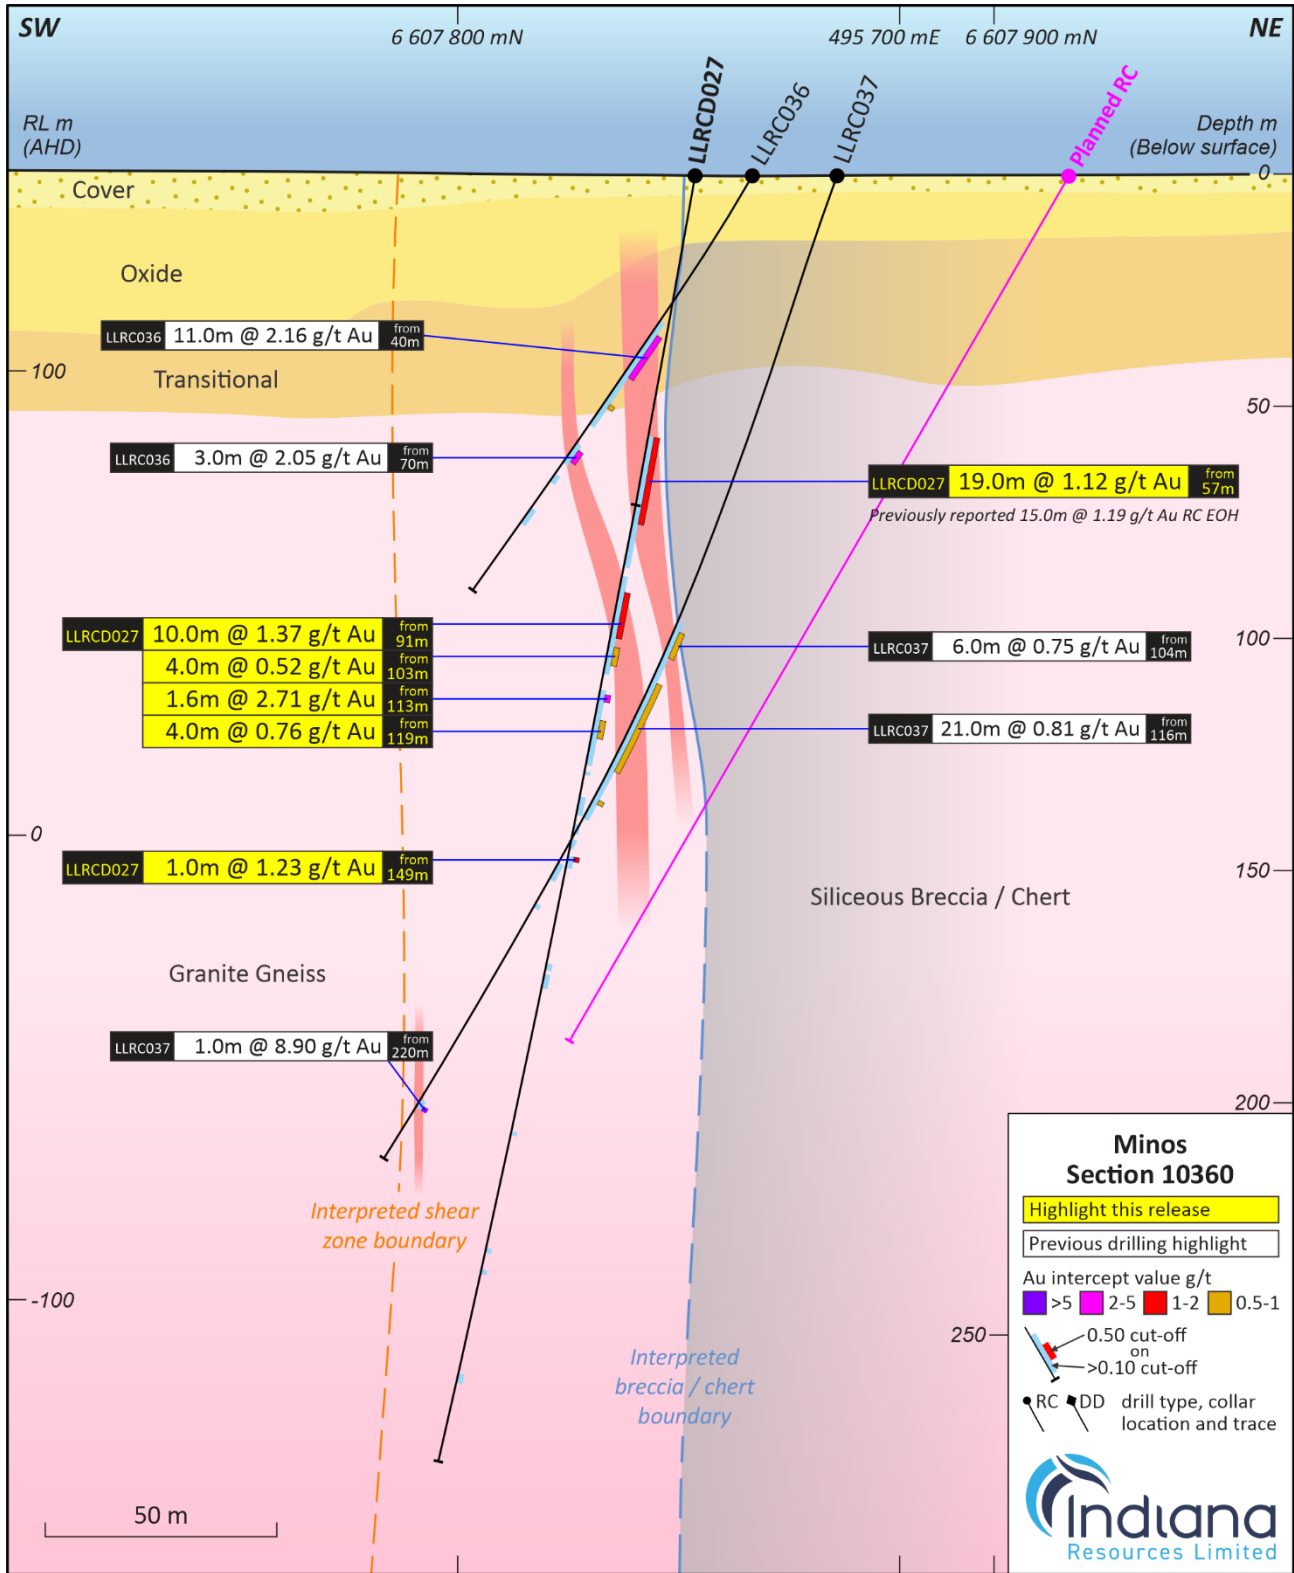 SW
6 607 800 mN
495 700 mE
6 607 900 mN
NE
LLRCD027
LLRC036
LLRC037
Planned RC
RL m
(AHD)
Depth m
(Below surface)
0
Cover
Oxide
LLRC036 11.0m @ 2.16 g/t Au from 40m
100
Transitional
50
LLRC036 3.0m @ 2.05 g/t Au from 70m
LLRCD027 19.0m @ 1.12 g/t Au from 57m
Previously reported 15.0m @ 1.19 g/t Au RC EOH
LLRCD027 10.0m @ 1.37 g/t Au from 91m
4.0m @ 0.52 g/t Au from 103m
1.6m @ 2.71 g/t Au from 113m
4.0m @ 0.76 g/t Au from 119m
100
LLRC037 6.0m @ 0.75 g/t Au from 104m
LLRC037 21.0m @ 0.81 g/t Au from 116m
0
LLRCD027 1.0m @ 1.23 g/t Au from 149m
150
Siliceous Breccia / Chert
Granite Gneiss
LLRC037 1.0m @ 8.90 g/t Au from 220m
200
Interpreted shear
zone boundary
-100
250
Interpreted
breccia / chert
boundary
50 m
Minos
Section 10360
Highlight this release
Previous drilling highlight
Au intercept value g/t
>5 2-5 1-2 0.5-1
0.50 cut-off
on
>0.10 cut-off
RC DD drill type, collar
location and trace
Indiana
Resources Limited